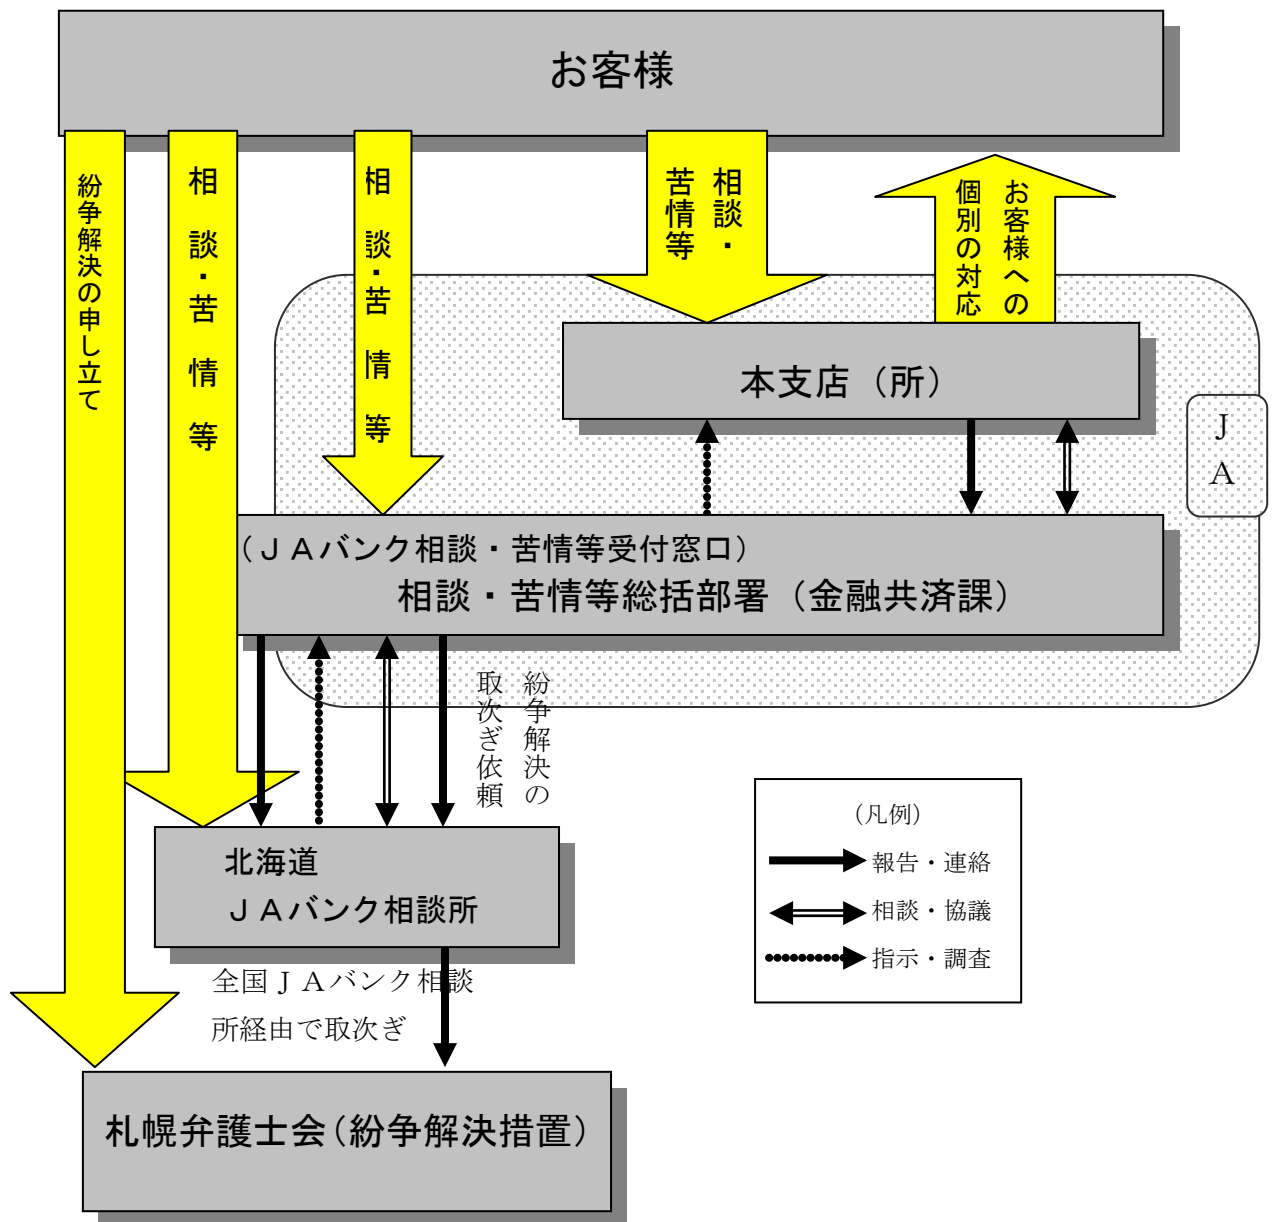 お客様
紛争解決の申し立て
相談・苦情等
相談・苦情等
相談・
苦情等
お客様への
個別の対応
本支店（所）
ＪＡ
（ＪＡバンク相談・苦情等受付窓口）
相談・苦情等総括部署（金融共済課）
紛争解決の
取次ぎ依頼
北海道
ＪＡバンク相談所
（凡例）
報告・連絡
相談・協議
指示・調査
全国ＪＡバンク相談
所経由で取次ぎ
札幌弁護士会（紛争解決措置）